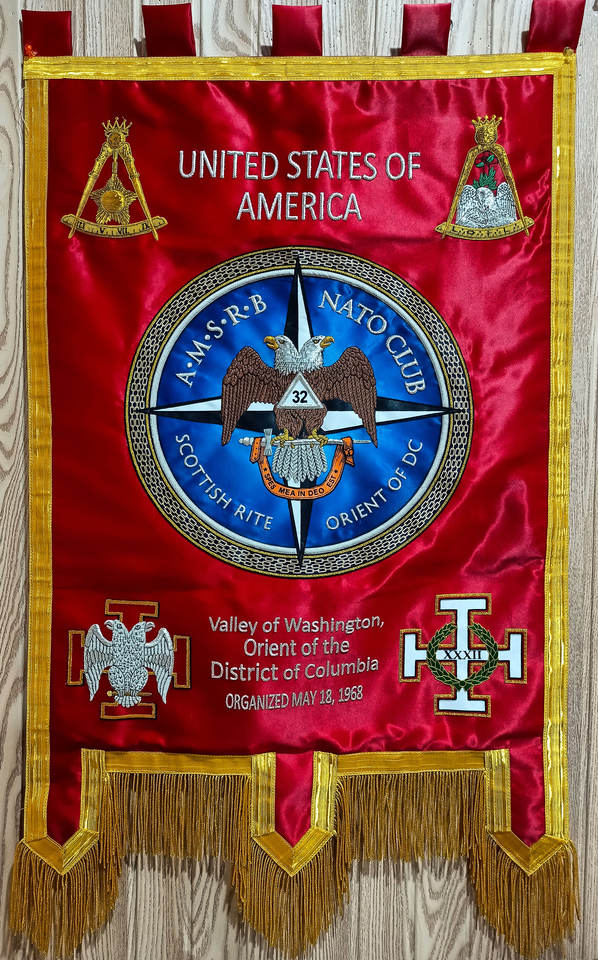 UNITED STATES OF
AMERICA
A•M•S•R•B
NATO CLUB
32
SPES MEA IN DEO EST
SCOTTISH RITE
ORIENT OF DC
Valley of Washington,
Orient of the
District of Columbia
ORGANIZED MAY 18, 1968
XXXII